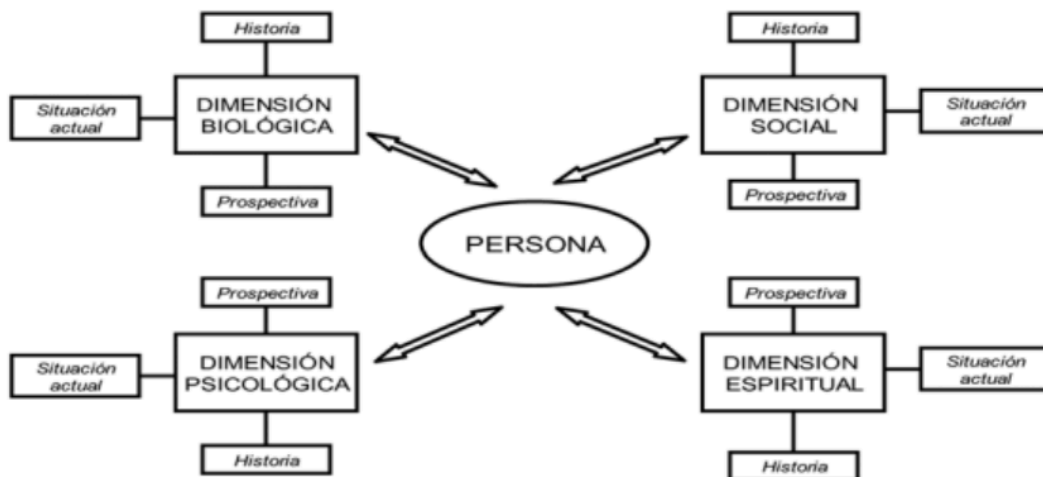 Historia
Situación
actual
DIMENSIÓN
BIOLÓGICA
Prospectiva
Historia
DIMENSIÓN
SOCIAL
Situación
actual
Prospectiva
PERSONA
Prospectiva
Situación
actual
DIMENSIÓN
PSICOLÓGICA
Historia
Prospectiva
DIMENSIÓN
ESPIRITUAL
Situación
actual
Historia